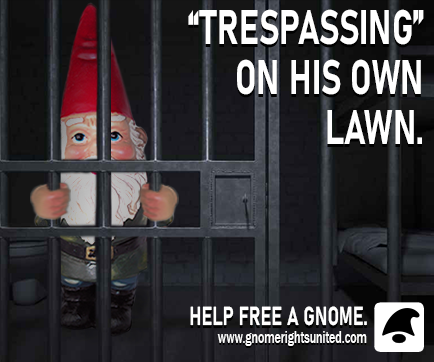 “TRESPASSING”
ON HIS OWN
LAWN.
HELP FREE A GNOME.
www.gnomerightsunited.com